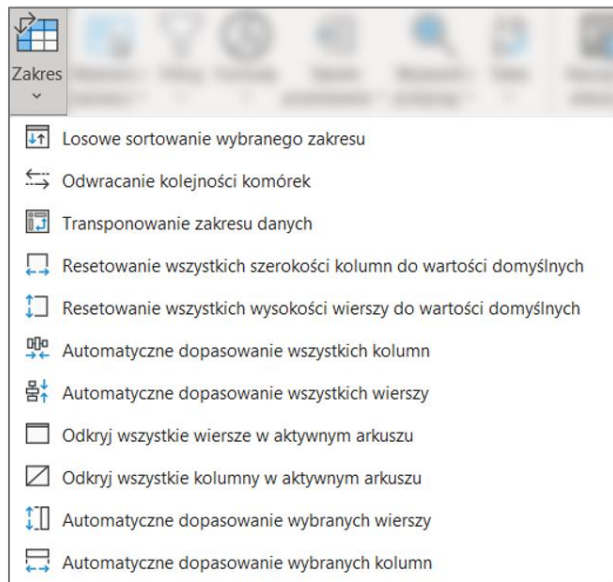 Zakres
Losowe sortowanie wybranego zakresu
Odwracanie kolejności komórek
Transponowanie zakresu danych
Resetowanie wszystkich szerokości kolumn do wartości domyślnych
Resetowanie wszystkich wysokości wierszy do wartości domyślnych
Automatyczne dopasowanie wszystkich kolumn
Automatyczne dopasowanie wszystkich wierszy
Odkryj wszystkie wiersze w aktywnym arkuszu
Odkryj wszystkie kolumny w aktywnym arkuszu
Automatyczne dopasowanie wybranych wierszy
Automatyczne dopasowanie wybranych kolumn